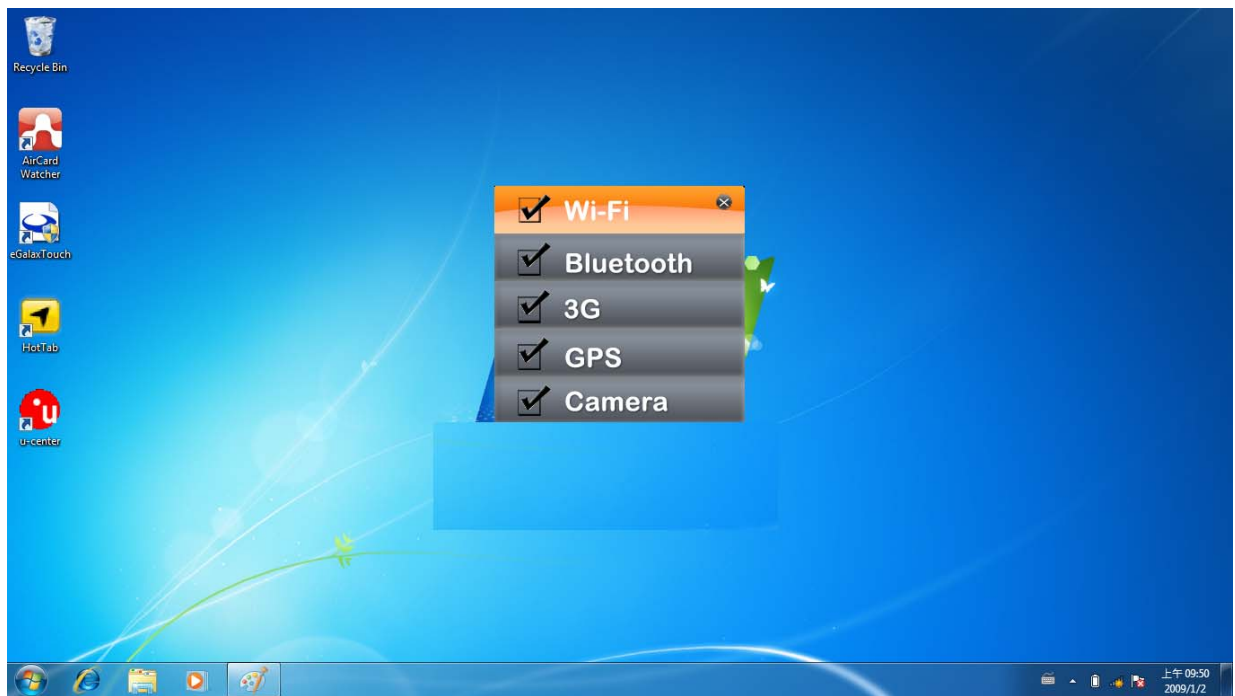 Recycle Bin
AirCard
Watcher
eGalaxTouch
HotTab
u
u-center
Wi-Fi
Bluetooth
3G
GPS
Camera
上午 09:50
2009/1/2